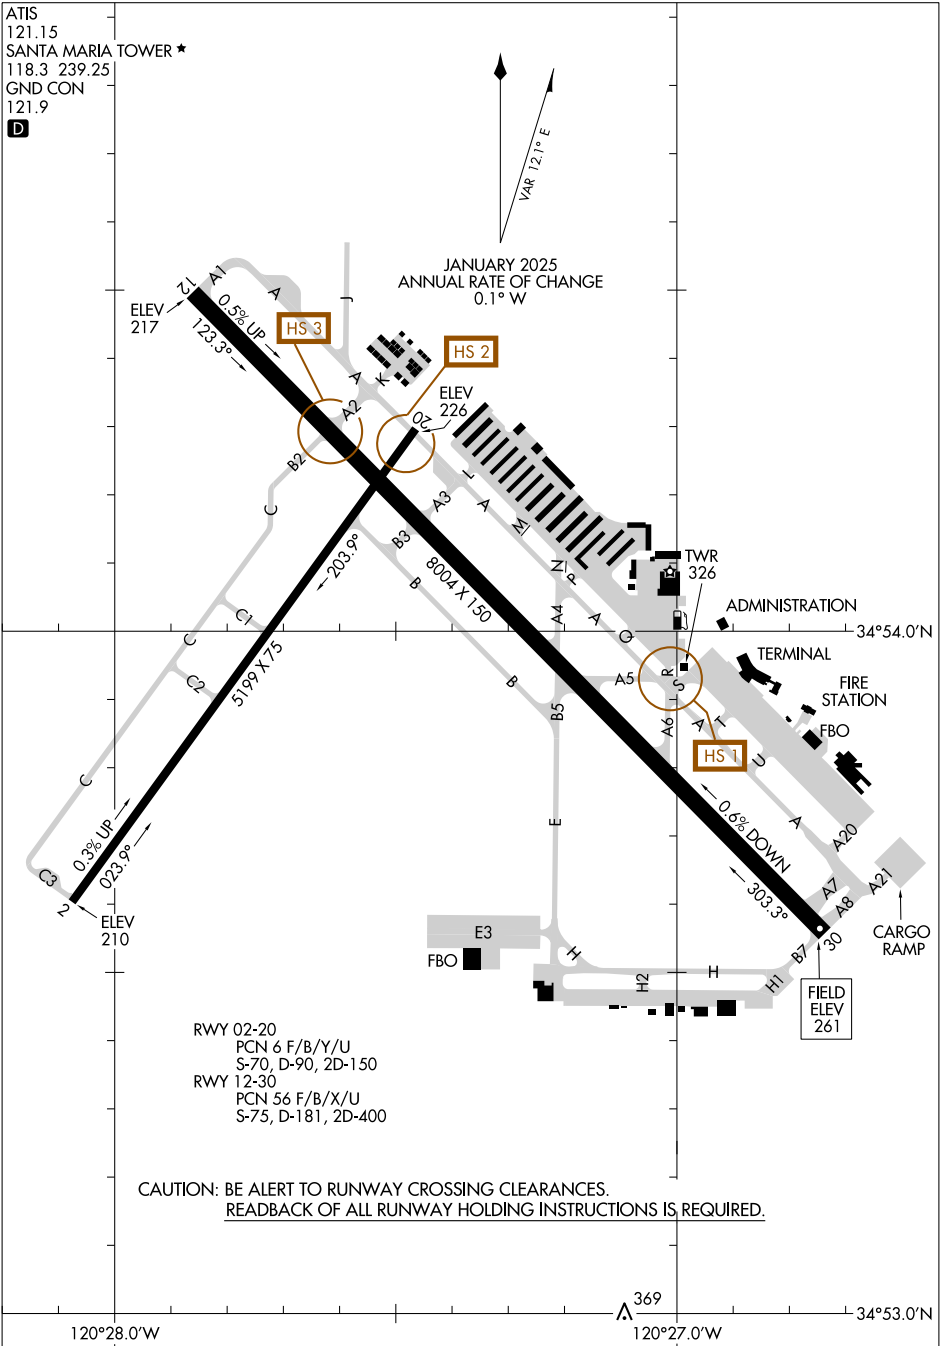 ATIS
121.15
SANTA MARIA TOWER ★
118.3 239.25
GND CON
121.9
D
VAR 12.1° E
JANUARY 2025
ANNUAL RATE OF CHANGE
0.1° W
12
A1
A
J
ELEV
217
0.5% UP
123.3°
HS 3
HS 2
A
K
ELEV
226
A2
20
B2
L
A3
A
C
M
B3
203.9°
8004 X 150
B
N
P
TWR
326
A4
A
Q
ADMINISTRATION
34°54.0'N
C1
C
TERMINAL
5199 X 75
C2
B
A5
R
S
FIRE
STATION
B5
A6
A
T
FBO
HS 1
U
C
0.3% UP
023.9°
E
0.6% DOWN
303.3°
A
A20
C3
2
ELEV
210
A7
A8
A21
CARGO
RAMP
E3
FBO
H
H2
H
H1
B7
30
FIELD
ELEV
261
RWY 02-20
PCN 6 F/B/Y/U
S-70, D-90, 2D-150
RWY 12-30
PCN 56 F/B/X/U
S-75, D-181, 2D-400
CAUTION: BE ALERT TO RUNWAY CROSSING CLEARANCES.
READBACK OF ALL RUNWAY HOLDING INSTRUCTIONS IS REQUIRED.
369
34°53.0'N
120°28.0'W
120°27.0'W